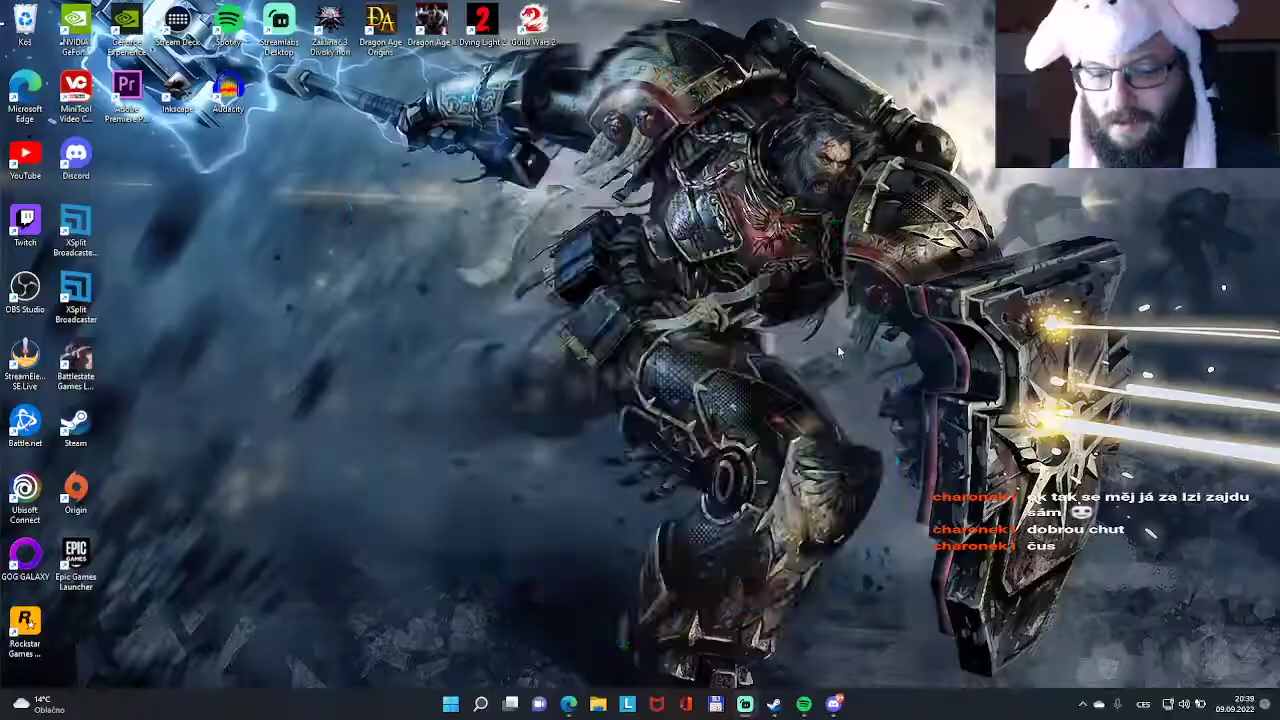 Koš
NVIDIA GeFor...
GeForce Experience
Stream Deck
Spotify
Streamlabs Desktop
Zaklínač 3 Divoký hon
Dragon Age Origins
Dragon Age II
Dying Light 2
Guild Wars 2
Microsoft Edge
MiniTool Video C...
Adobe Premiere P...
Inkscape
Audacity
YouTube
Discord
Twitch
XSplit Broadcaste...
OBS Studio
XSplit Broadcaster
StreamEle... SE.Live
Battlestate Games L...
Battle.net
Steam
Ubisoft Connect
Origin
GOG GALAXY
EPIC GAMES
Epic Games Launcher
Rockstar Games ...
charonek1 ok tak se měj já za lzi zajdu
sám
charonek1 dobrou chut
charonek1 čus
14°C
Oblačno
CES
20:39
09.09.2022